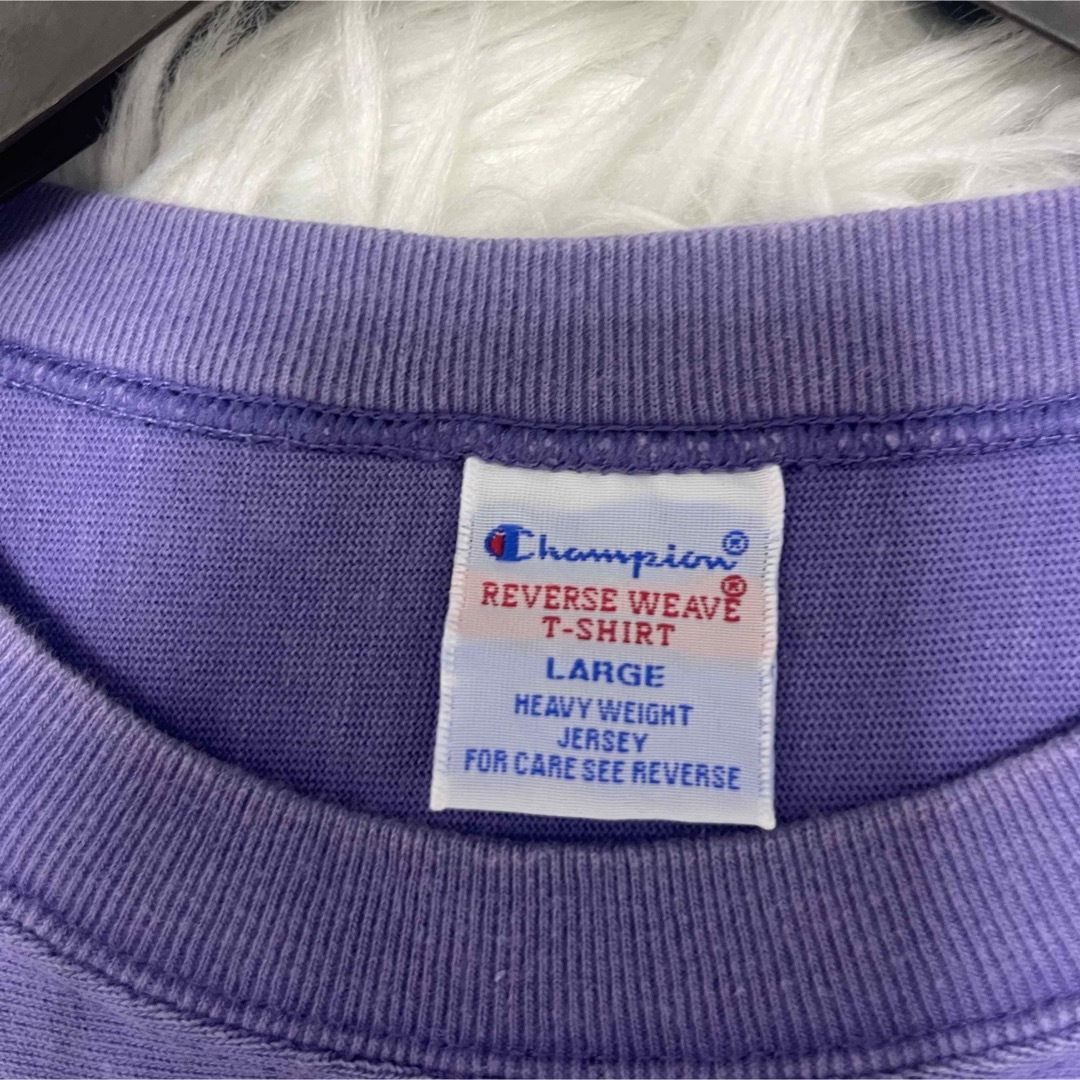 Champion®
REVERSE WEAVE®
T-SHIRT
LARGE
HEAVY WEIGHT
JERSEY
FOR CARE SEE REVERSE